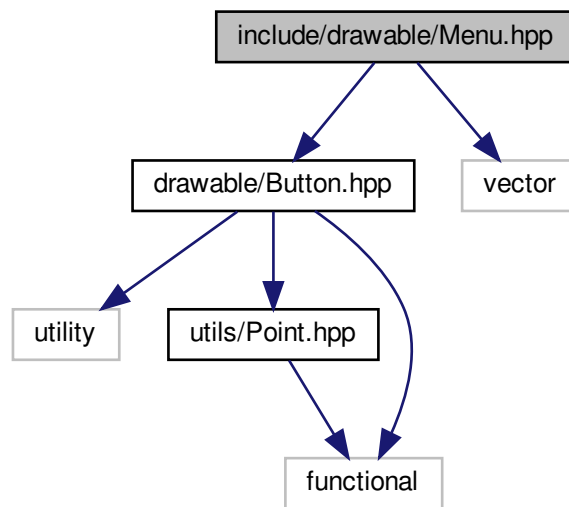 include/drawable/Menu.hpp
drawable/Button.hpp
vector
utility
utils/Point.hpp
functional